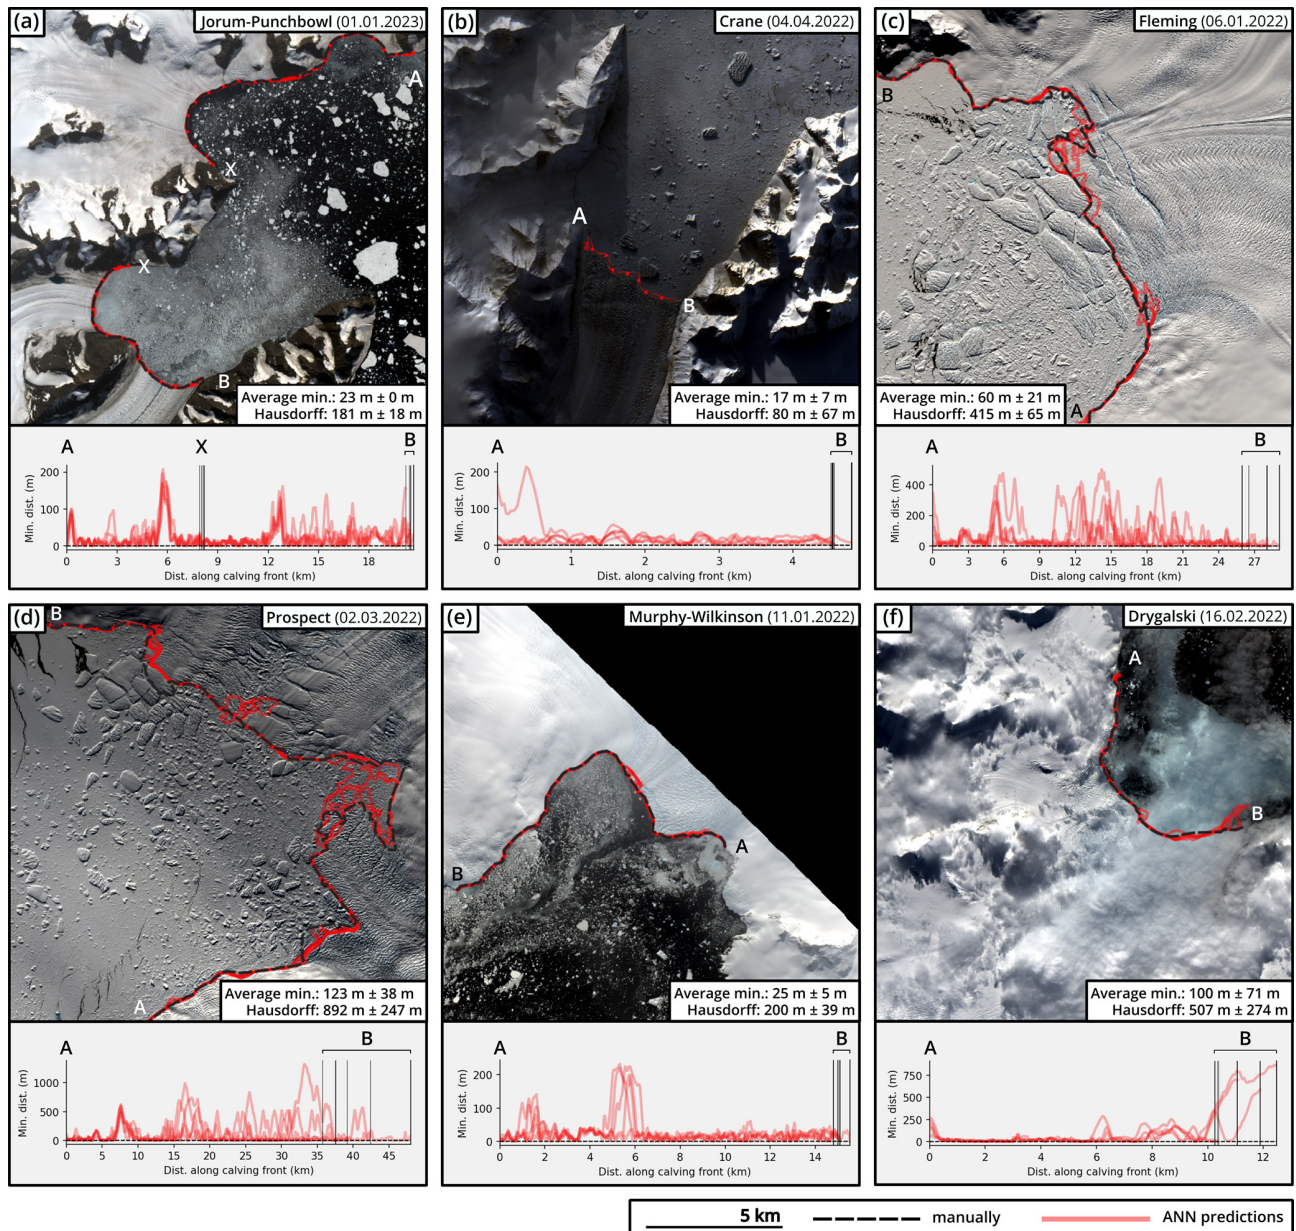 (a)
Jorum-Punchbowl (01.01.2023)
A
X
X
B
Average min.: 23 m ± 0 m
Hausdorff: 181 m ± 18 m
A
X
B
200
100
0
Min. dist. (m)
0 3 6 9 12 15 18
Dist. along calving front (km)
(b)
Crane (04.04.2022)
A
B
Average min.: 17 m ± 7 m
Hausdorff: 80 m ± 67 m
A
B
200
100
0
Min. dist. (m)
0 1 2 3 4
Dist. along calving front (km)
(c)
Fleming (06.01.2022)
B
A
Average min.: 60 m ± 21 m
Hausdorff: 415 m ± 65 m
A
B
400
200
0
Min. dist. (m)
0 3 6 9 12 15 18 21 24 27
Dist. along calving front (km)
(d)
Prospect (02.03.2022)
B
A
Average min.: 123 m ± 38 m
Hausdorff: 892 m ± 247 m
A
B
1000
500
0
Min. dist. (m)
0 5 10 15 20 25 30 35 40 45
Dist. along calving front (km)
(e)
Murphy-Wilkinson (11.01.2022)
A
B
Average min.: 25 m ± 5 m
Hausdorff: 200 m ± 39 m
A
B
200
100
0
Min. dist. (m)
0 2 4 6 8 10 12 14
Dist. along calving front (km)
(f)
Drygalski (16.02.2022)
A
B
Average min.: 100 m ± 71 m
Hausdorff: 507 m ± 274 m
A
B
750
500
250
0
Min. dist. (m)
0 2 4 6 8 10 12
Dist. along calving front (km)
5 km
manually
ANN predictions